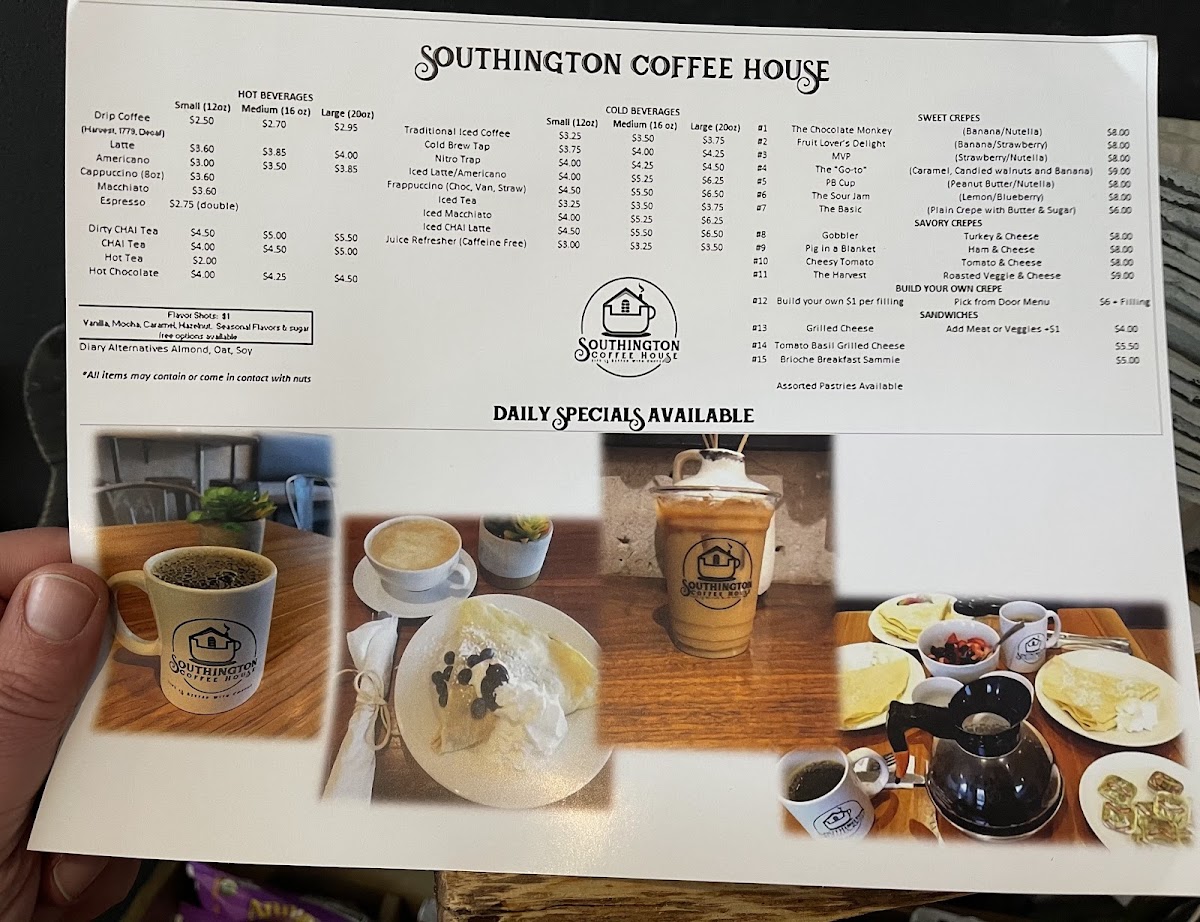 SOUTHINGTON COFFEE HOUSE
HOT BEVERAGES
Small (12oz) Medium (16 oz) Large (20oz)
Drip Coffee $2.50 $2.70 $2.95
(Harvest, 1779, Decaf)
Latte $3.60 $3.85 $4.00
Americano $3.00 $3.50 $3.85
Cappuccino (8oz) $3.60
Macchiato $3.60
Espresso $2.75 (double)
Dirty CHAI Tea $4.50 $5.00 $5.50
CHAI Tea $4.00 $4.50 $5.00
Hot Tea $2.00
Hot Chocolate $4.00 $4.25 $4.50
Flavor Shots: $1
Vanilla, Mocha, Caramel, Hazelnut. Seasonal Flavors & sugar
free options available
Diary Alternatives Almond, Oat, Soy
*All items may contain or come in contact with nuts
COLD BEVERAGES
Small (12oz) Medium (16 oz) Large (20oz)
Traditional Iced Coffee $3.25 $3.50 $3.75
Cold Brew Tap $3.75 $4.00 $4.25
Nitro Trap $4.00 $4.25 $4.50
Iced Latte/Americano $4.00 $5.25 $6.25
Frappuccino (Choc, Van, Straw) $4.50 $5.50 $6.50
Iced Tea $3.25 $3.50 $3.75
Iced Macchiato $4.00 $5.25 $6.25
Iced CHAI Latte $4.50 $5.50 $6.50
Juice Refresher (Caffeine Free) $3.00 $3.25 $3.50
SOUTHINGTON
COFFEE HOUSE
LIFE IS BETTER WITH COFFEE
SWEET CREPES
#1 The Chocolate Monkey (Banana/Nutella) $8.00
#2 Fruit Lover's Delight (Banana/Strawberry) $8.00
#3 MVP (Strawberry/Nutella) $8.00
#4 The "Go-to" (Caramel, Candied walnuts and Banana) $9.00
#5 PB Cup (Peanut Butter/Nutella) $8.00
#6 The Sour Jam (Lemon/Blueberry) $8.00
#7 The Basic (Plain Crepe with Butter & Sugar) $6.00
SAVORY CREPES
#8 Gobbler Turkey & Cheese $8.00
#9 Pig in a Blanket Ham & Cheese $8.00
#10 Cheesy Tomato Tomato & Cheese $8.00
#11 The Harvest Roasted Veggie & Cheese $9.00
BUILD YOUR OWN CREPE
#12 Build your own $1 per filling Pick from Door Menu $6 + Filling
SANDWICHES
#13 Grilled Cheese Add Meat or Veggies +$1 $4.00
#14 Tomato Basil Grilled Cheese $5.50
#15 Brioche Breakfast Sammie $5.00
Assorted Pastries Available
DAILY SPECIALS AVAILABLE
SOUTHINGTON
COFFEE HOUSE
LIFE IS BETTER WITH COFFEE
SOUTHINGTON
COFFEE HOUSE